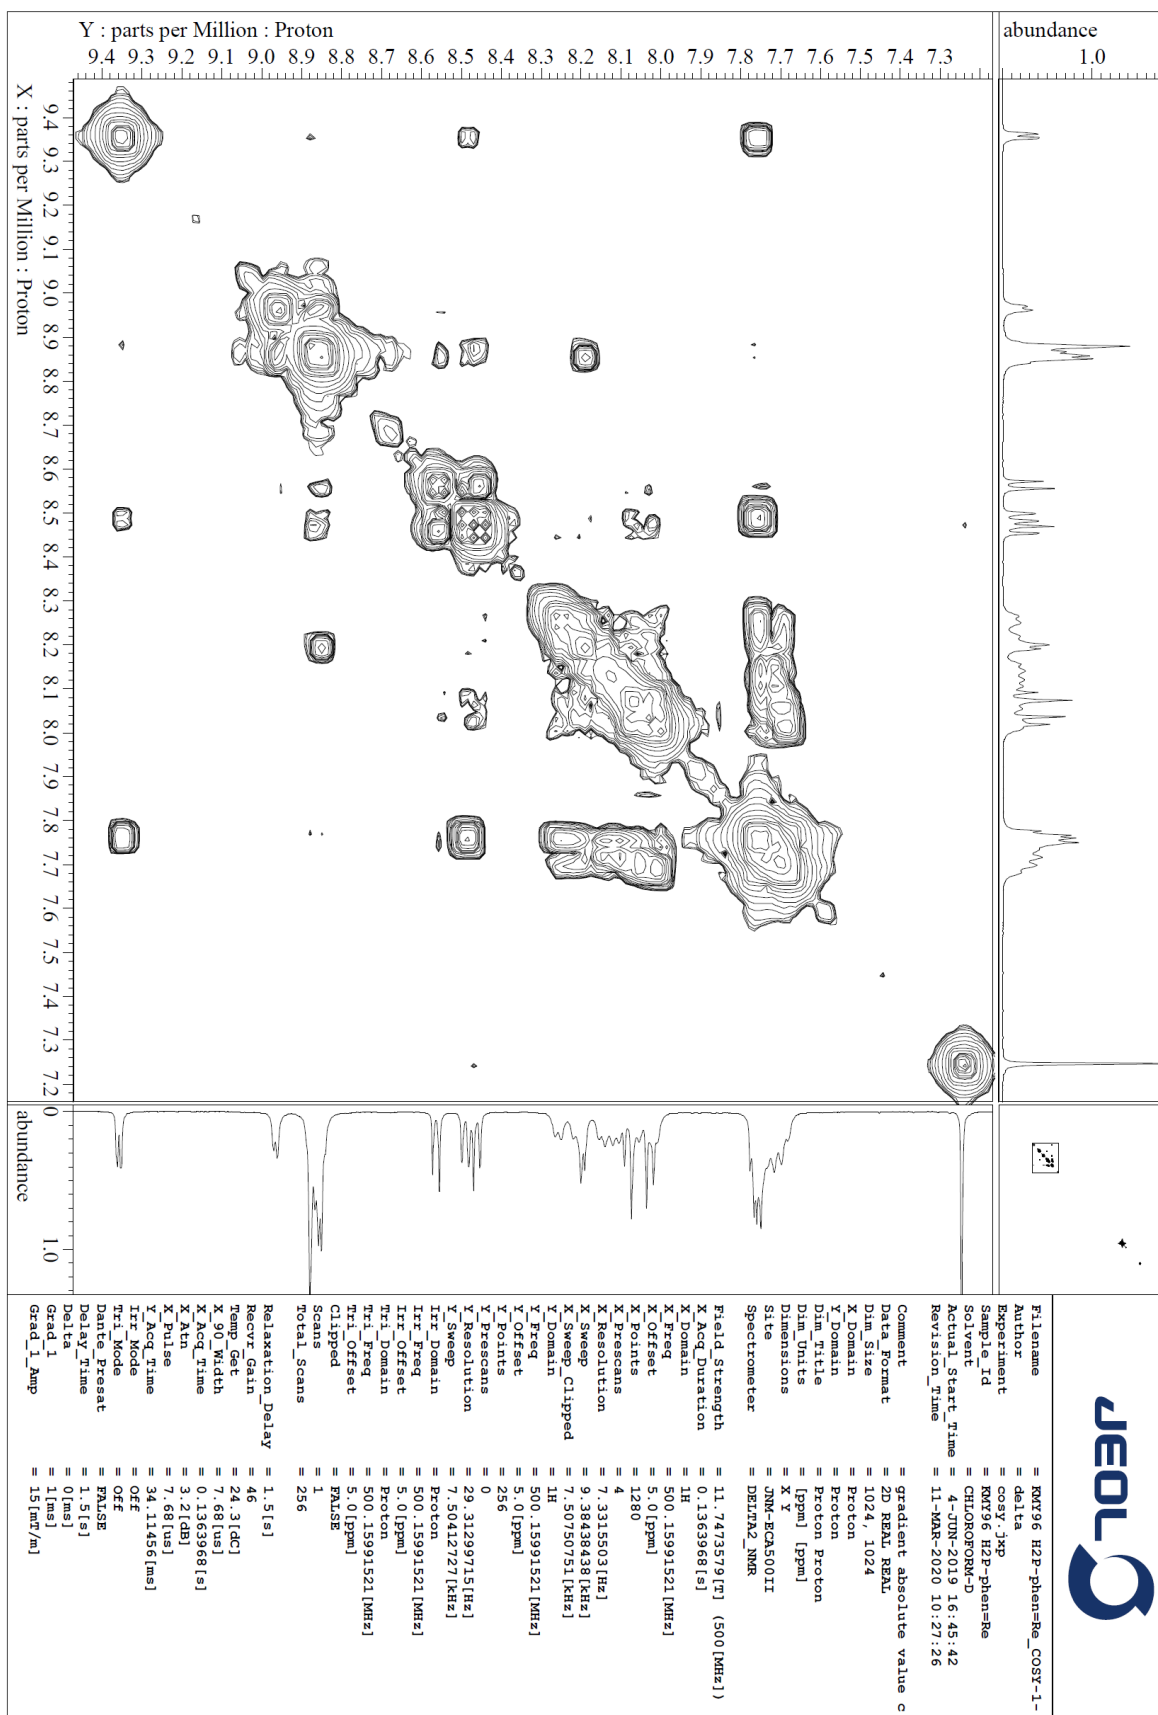 Y : parts per Million : Proton
9.4 9.3 9.2 9.1 9.0 8.9 8.8 8.7 8.6 8.5 8.4 8.3 8.2 8.1 8.0 7.9 7.8 7.7 7.6 7.5 7.4 7.3
abundance
1.0
X : parts per Million : Proton
9.4 9.3 9.2 9.1 9.0 8.9 8.8 8.7 8.6 8.5 8.4 8.3 8.2 8.1 8.0 7.9 7.8 7.7 7.6 7.5 7.4 7.3 7.2
abundance
0 1.0
JEOL
Filename = KMY96 H2P-phen=Re_COSY-1-
Author = delta
Experiment = cosy.jxp
Sample_Id = KMY96 H2P-phen=Re
Solvent = CHLOROFORM-D
Actual_Start_Time = 4-JUN-2019 16:45:42
Revision_Time = 11-MAR-2020 10:27:26
Comment = gradient absolute value c
Data_Format = 2D REAL REAL
Dim_Size = 1024, 1024
X_Domain = Proton
Y_Domain = Proton
Dim_Title = Proton Proton
Dim_Units = [ppm] [ppm]
Dimensions = X Y
Site = JNM-ECA500II
Spectrometer = DELTA2_NMR
Field_Strength = 11.7473579[T] (500[MHz])
X_Acq_Duration = 0.1363968[s]
X_Domain = 1H
X_Freq = 500.15991521[MHz]
X_Offset = 5.0[ppm]
X_Points = 1280
X_Prescans = 4
X_Resolution = 7.3315503[Hz]
X_Sweep = 9.38438438[kHz]
X_Sweep_Clipped = 7.50750751[kHz]
Y_Domain = 1H
Y_Freq = 500.15991521[MHz]
Y_Offset = 5.0[ppm]
Y_Points = 256
Y_Prescans = 0
Y_Resolution = 29.3129715[Hz]
Y_Sweep = 7.50412727[kHz]
Irr_Domain = Proton
Irr_Freq = 500.15991521[MHz]
Irr_Offset = 5.0[ppm]
Tri_Domain = Proton
Tri_Freq = 500.15991521[MHz]
Tri_Offset = 5.0[ppm]
Clipped = FALSE
Scans = 1
Total_Scans = 256
Relaxation_Delay = 1.5[s]
Recvr_Gain = 46
Temp_Get = 24.3[dC]
X_90_Width = 7.68[us]
X_Acq_Time = 0.1363968[s]
X_Atn = 3.2[dB]
X_Pulse = 7.68[us]
Y_Acq_Time = 34.11456[ms]
Irr_Mode = Off
Tri_Mode = Off
Dante_Presat = FALSE
Delay_Time = 1.5[s]
Delta = 0[ms]
Grad_1 = 1[ms]
Grad_1_Amp = 15[mT/m]